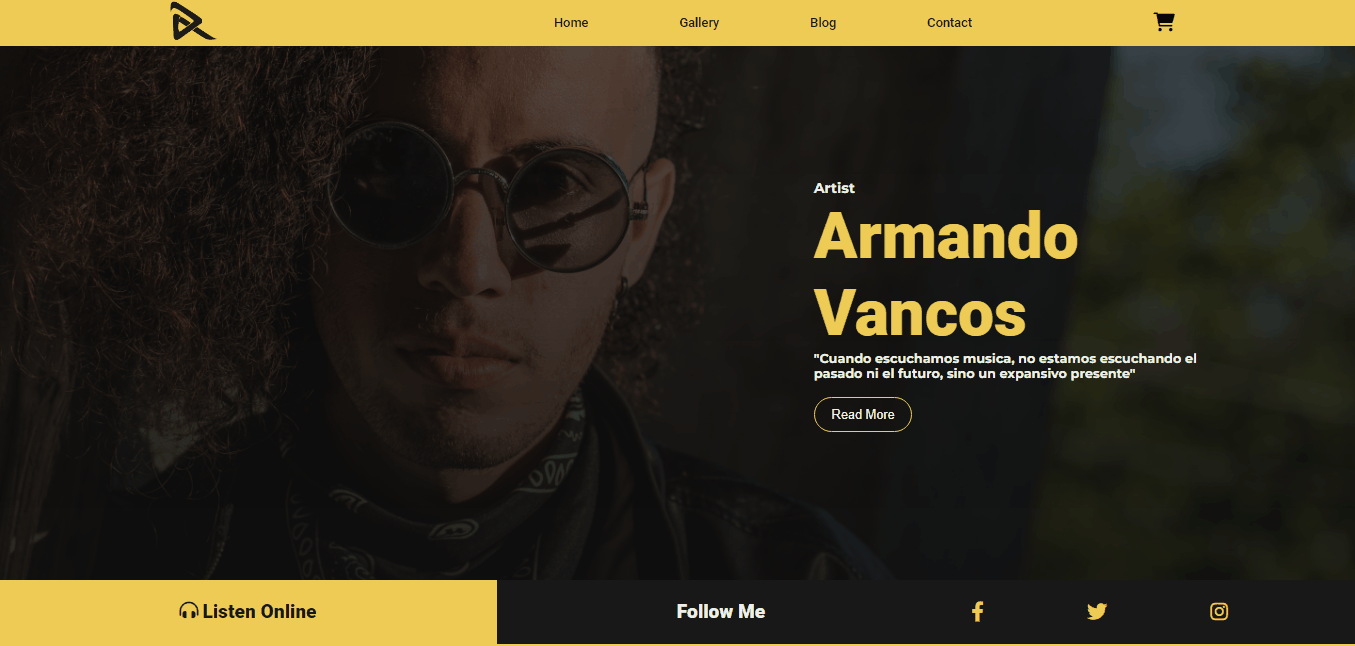 Home
Gallery
Blog
Contact
Artist
Armando
Vancos
"Cuando escuchamos musica, no estamos escuchando el
pasado ni el futuro, sino un expansivo presente"
Read More
Listen Online
Follow Me